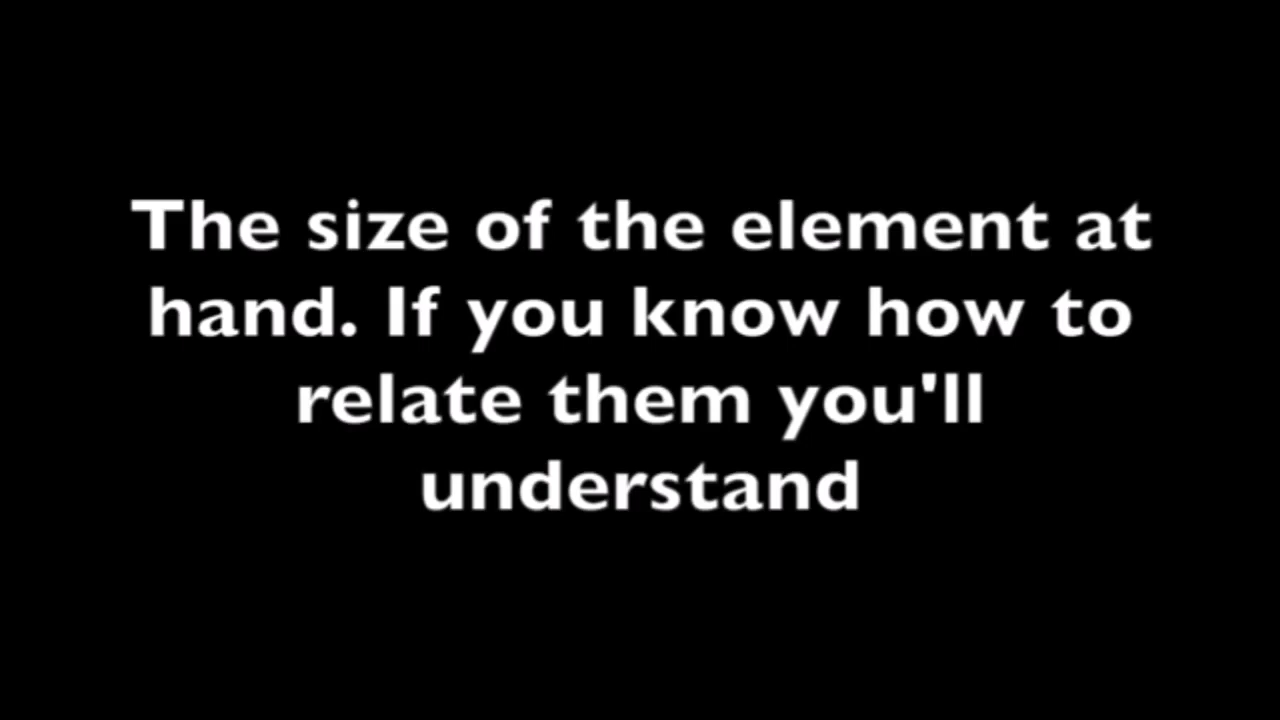 The size of the element at
hand. If you know how to
relate them you'll
understand